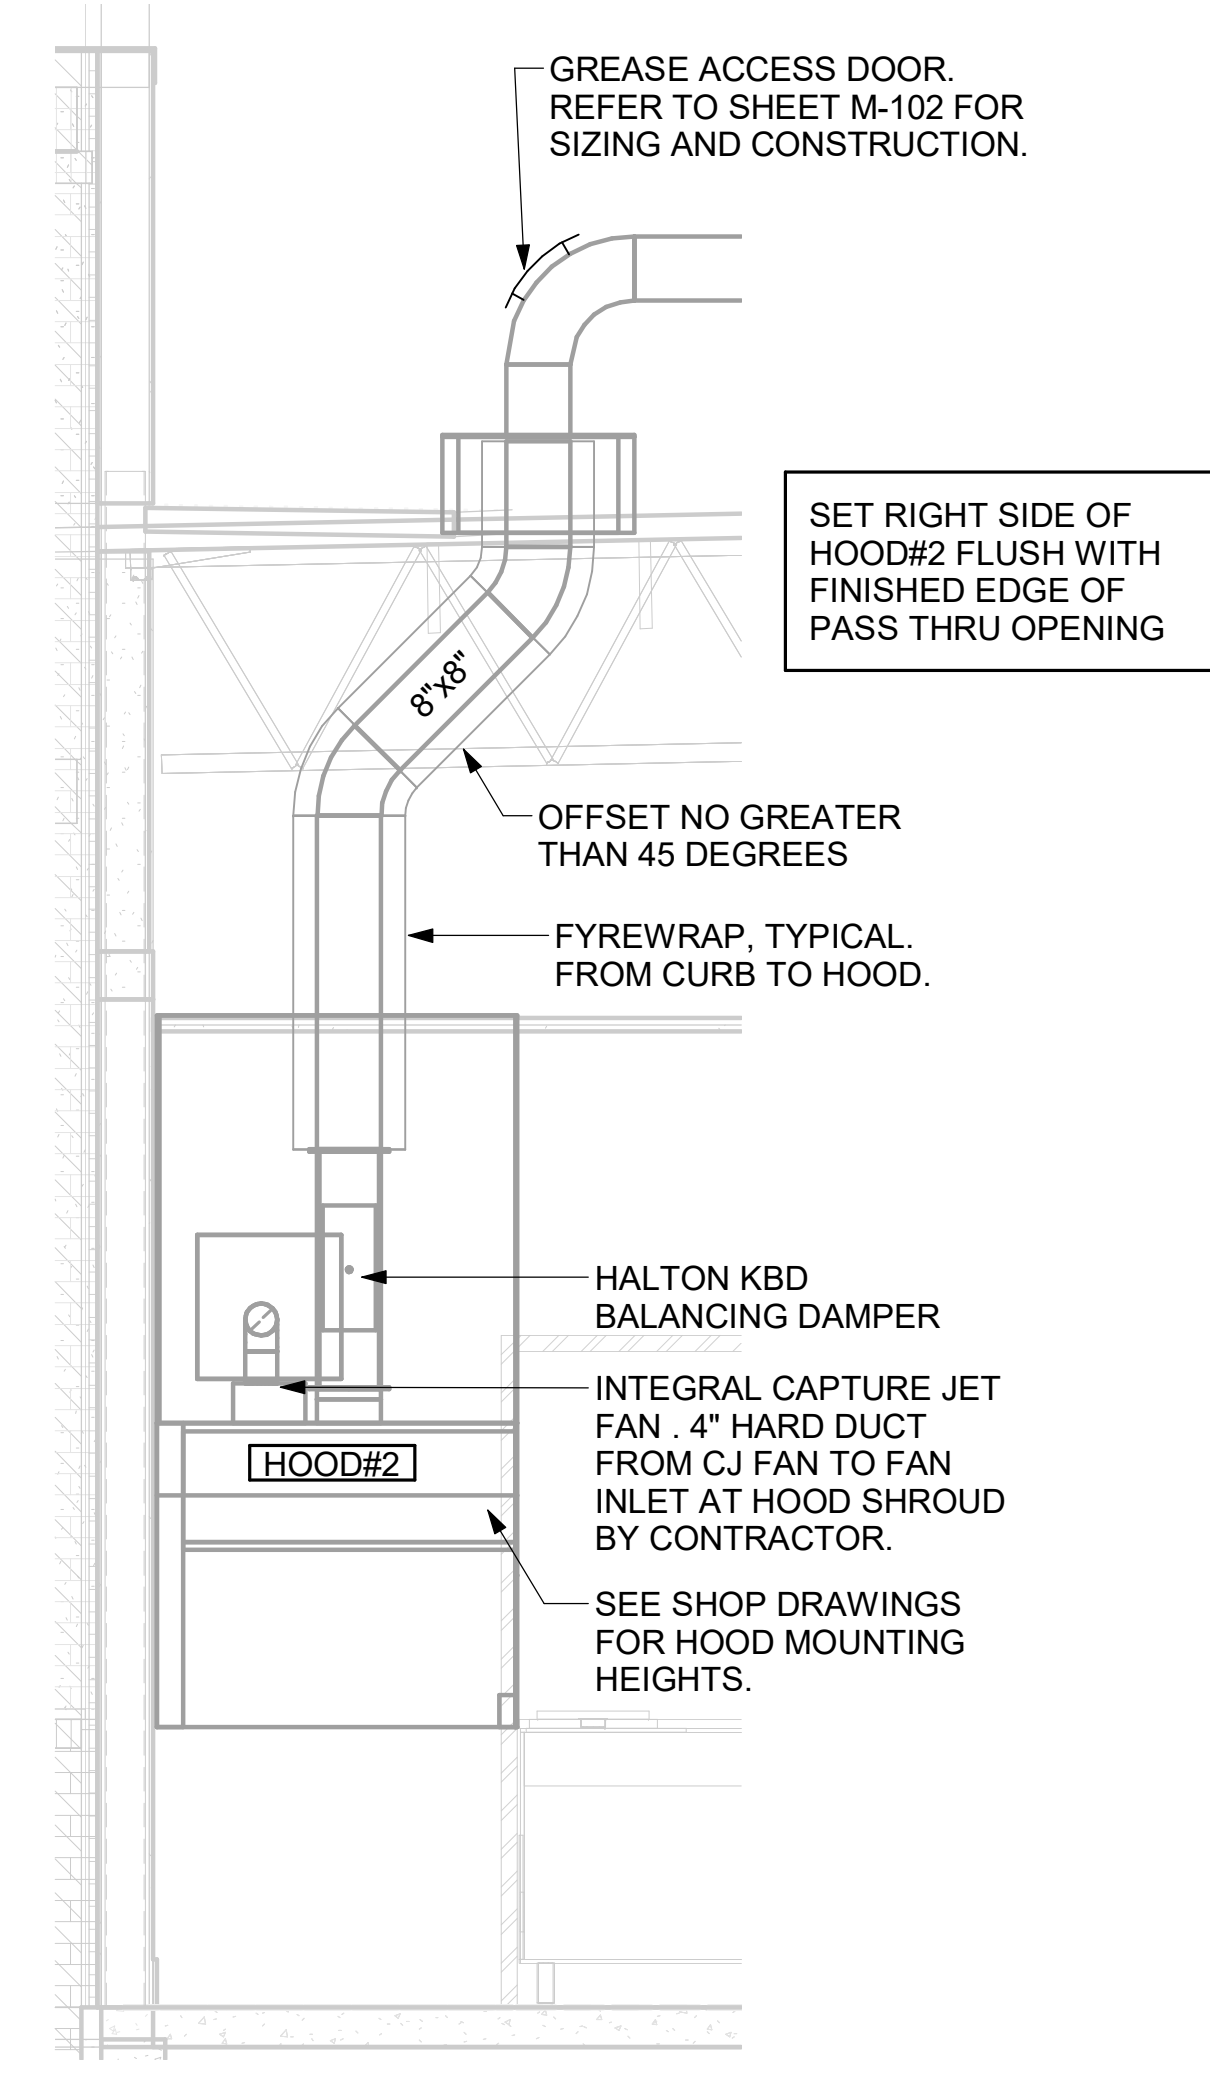 GREASE ACCESS DOOR.
REFER TO SHEET M-102 FOR
SIZING AND CONSTRUCTION.
SET RIGHT SIDE OF
HOOD#2 FLUSH WITH
FINISHED EDGE OF
PASS THRU OPENING
8"x8"
OFFSET NO GREATER
THAN 45 DEGREES
FYREWRAP, TYPICAL.
FROM CURB TO HOOD.
HALTON KBD
BALANCING DAMPER
INTEGRAL CAPTURE JET
FAN . 4" HARD DUCT
FROM CJ FAN TO FAN
INLET AT HOOD SHROUD
BY CONTRACTOR.
HOOD#2
SEE SHOP DRAWINGS
FOR HOOD MOUNTING
HEIGHTS.